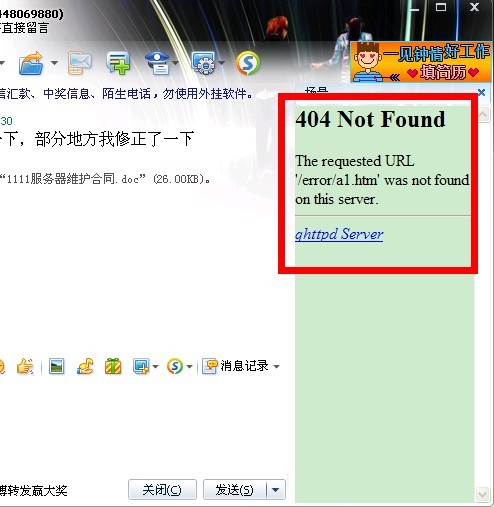 448069880)
直接留言
一见钟情好工作
填简历
信汇款、中奖信息、陌生电话，勿使用外挂软件。
30
下，部分地方我修正了一下
“1111服务器维护合同.doc”(26.00KB)。
404 Not Found
The requested URL
'/error/a1.htm' was not found
on this server.
qhttpd Server
消息记录
博转发赢大奖
关闭(C)
发送(S)